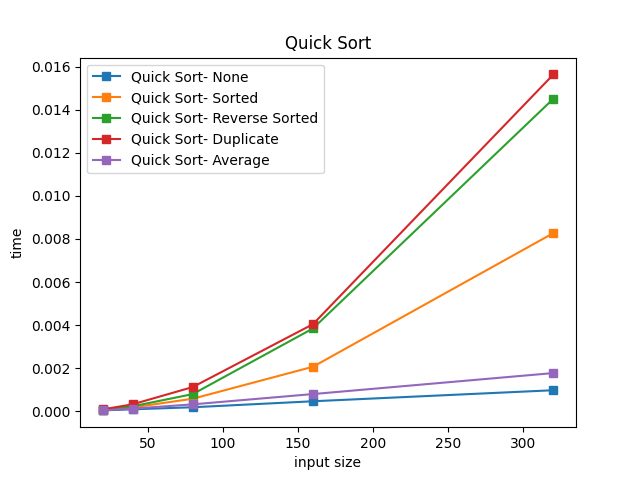 Quick Sort
Quick Sort- None
Quick Sort- Sorted
Quick Sort- Reverse Sorted
Quick Sort- Duplicate
Quick Sort- Average
time
0.016
0.014
0.012
0.010
0.008
0.006
0.004
0.002
0.000
50 100 150 200 250 300
input size